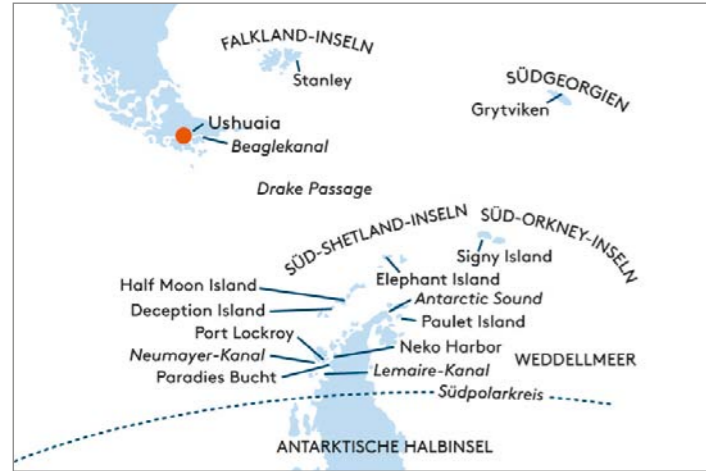 FALKLAND-INSELN
Stanley
SÜDGEORGIEN
Grytviken
Ushuaia
Beaglekanal
Drake Passage
SÜD-SHETLAND-INSELN
SÜD-ORKNEY-INSELN
Signy Island
Elephant Island
Half Moon Island
Antarctic Sound
Deception Island
Paulet Island
Port Lockroy
Neko Harbor
Neumayer-Kanal
WEDDELLMEER
Paradies Bucht
Lemaire-Kanal
Südpolarkreis
ANTARKTISCHE HALBINSEL